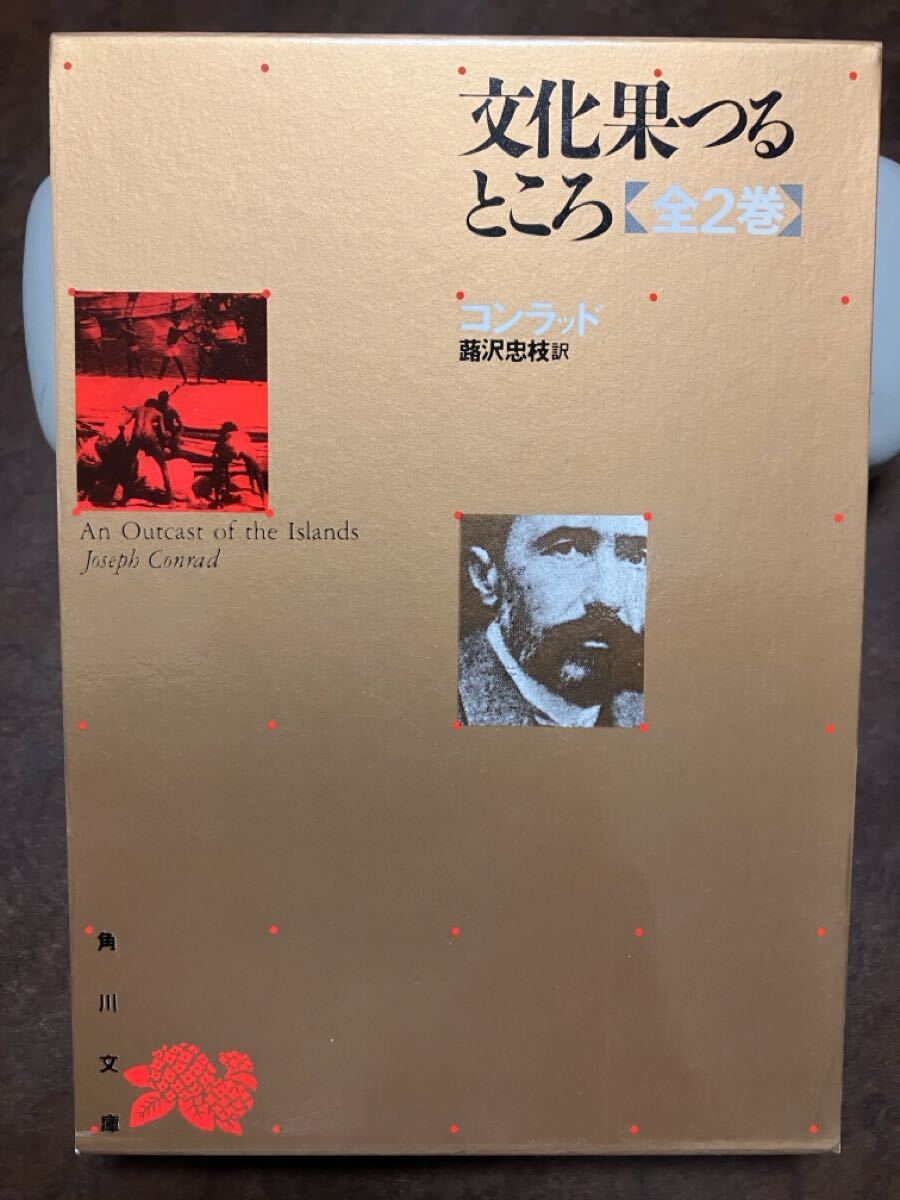 文化果つる
ところ【全2巻】
コンラッド
蕗沢忠枝訳
An Outcast of the Islands
Joseph Conrad
角川文庫